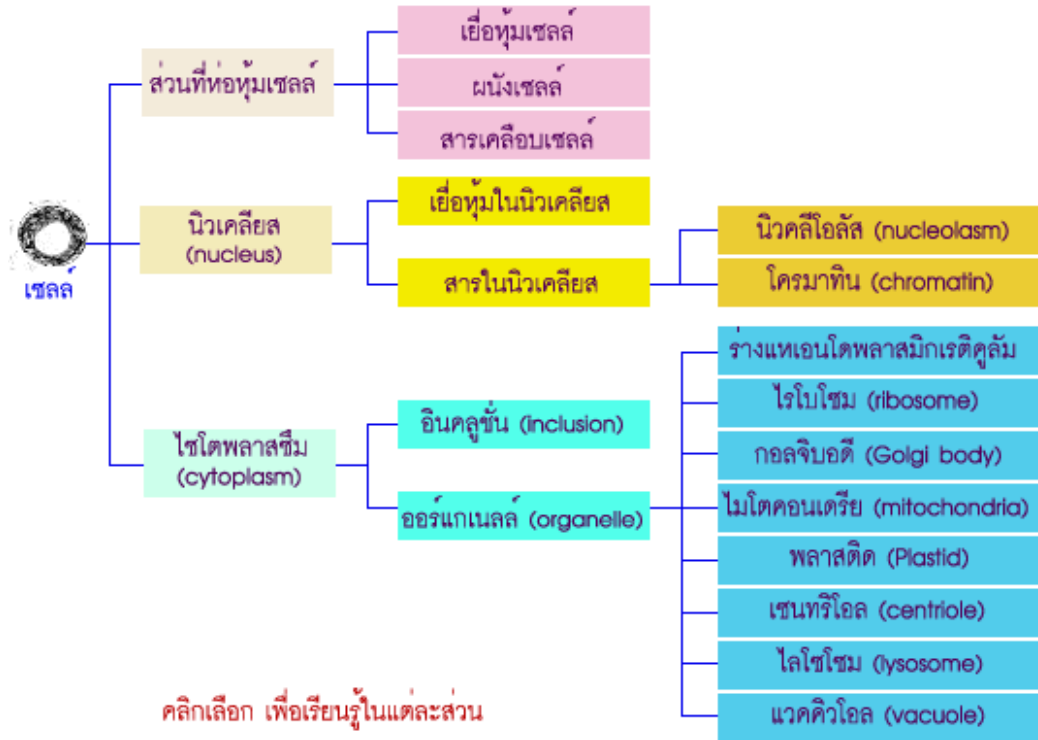 เซลล์
ส่วนที่ห่อหุ้มเซลล์
เยื่อหุ้มเซลล์
ผนังเซลล์
สารเคลือบเซลล์
นิวเคลียส
(nucleus)
เยื่อหุ้มในนิวเคลียส
สารในนิวเคลียส
นิวคลีโอลัส (nucleolasm)
โครมาทิน (chromatin)
ไซโตพลาสซึม
(cytoplasm)
อินคลูชั่น (inclusion)
ออร์แกเนลล์ (organelle)
ร่างแหเอนโดพลาสมิกเรติคูลัม
ไรโบโซม (ribosome)
กอลจิบอดี (Golgi body)
ไมโตคอนเดรีย (mitochondria)
พลาสติด (Plastid)
เซนทริโอล (centriole)
ไลโซโซม (lysosome)
แวคคิวโอล (vacuole)
คลิกเลือก เพื่อเรียนรู้ในแต่ละส่วน